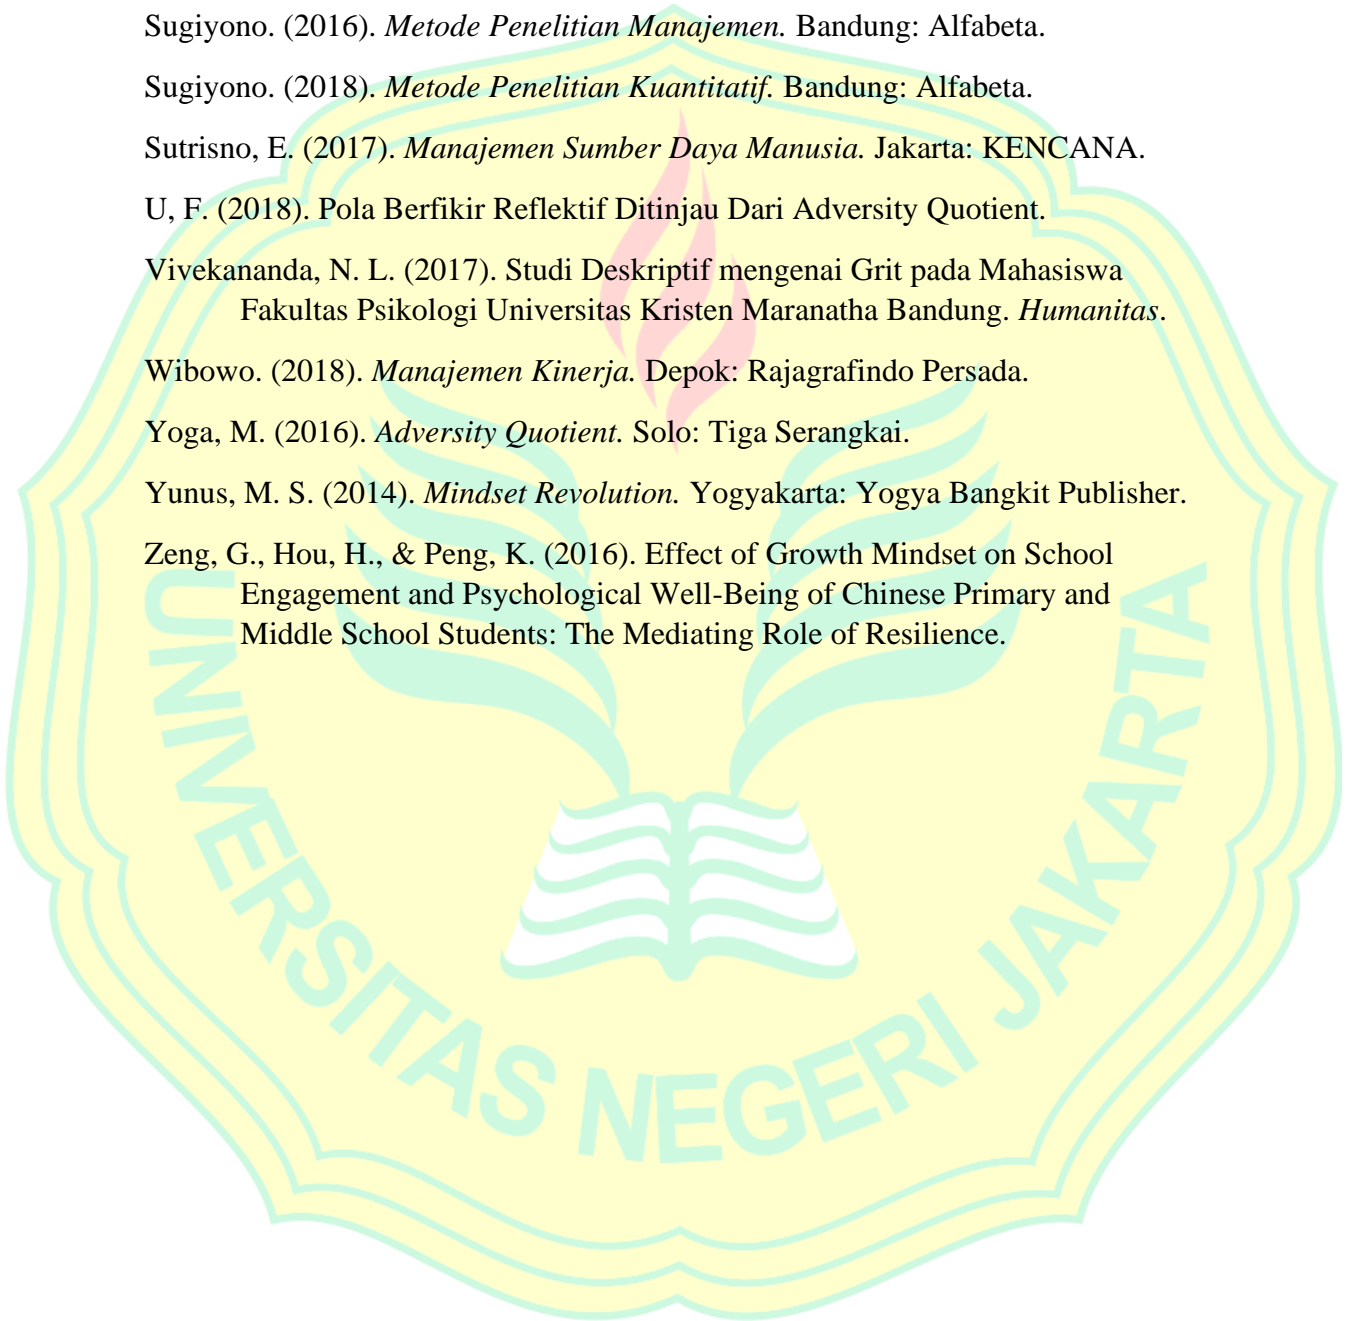 Sugiyono. (2016). Metode Penelitian Manajemen. Bandung: Alfabeta.
Sugiyono. (2018). Metode Penelitian Kuantitatif. Bandung: Alfabeta.
Sutrisno, E. (2017). Manajemen Sumber Daya Manusia. Jakarta: KENCANA.
U, F. (2018). Pola Berfikir Reflektif Ditinjau Dari Adversity Quotient.
Vivekananda, N. L. (2017). Studi Deskriptif mengenai Grit pada Mahasiswa
Fakultas Psikologi Universitas Kristen Maranatha Bandung. Humanitas.
Wibowo. (2018). Manajemen Kinerja. Depok: Rajagrafindo Persada.
Yoga, M. (2016). Adversity Quotient. Solo: Tiga Serangkai.
Yunus, M. S. (2014). Mindset Revolution. Yogyakarta: Yogya Bangkit Publisher.
Zeng, G., Hou, H., & Peng, K. (2016). Effect of Growth Mindset on School
Engagement and Psychological Well-Being of Chinese Primary and
Middle School Students: The Mediating Role of Resilience.
UNIVERSITAS NEGERI JAKARTA